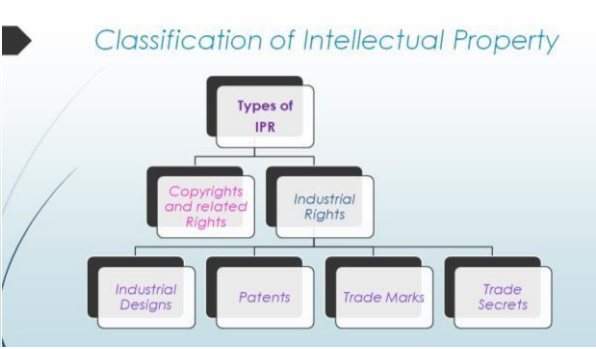 Classification of Intellectual Property
Types of
IPR
Copyrights
and related
Rights
Industrial
Rights
Industrial
Designs
Patents
Trade Marks
Trade
Secrets